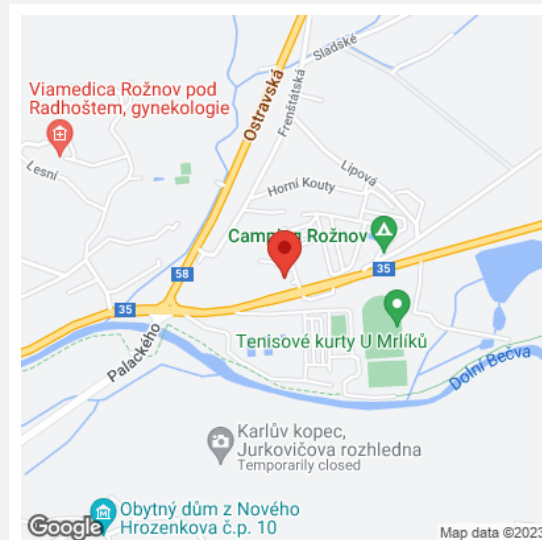 Sladské
Ostravská
Frenštátská
Viamedica Rožnov pod
Radhoštem, gynekologie
Lesní
Lipová
Horní Kouty
Camping Rožnov
58
35
35
Palackého
Tenisové kurty U Mrlíků
Dolní Bečva
Karlův kopec,
Jurkovičova rozhledna
Temporarily closed
Obytný dům z Nového
Hrozenkova č.p. 10
Google
Map data ©2023